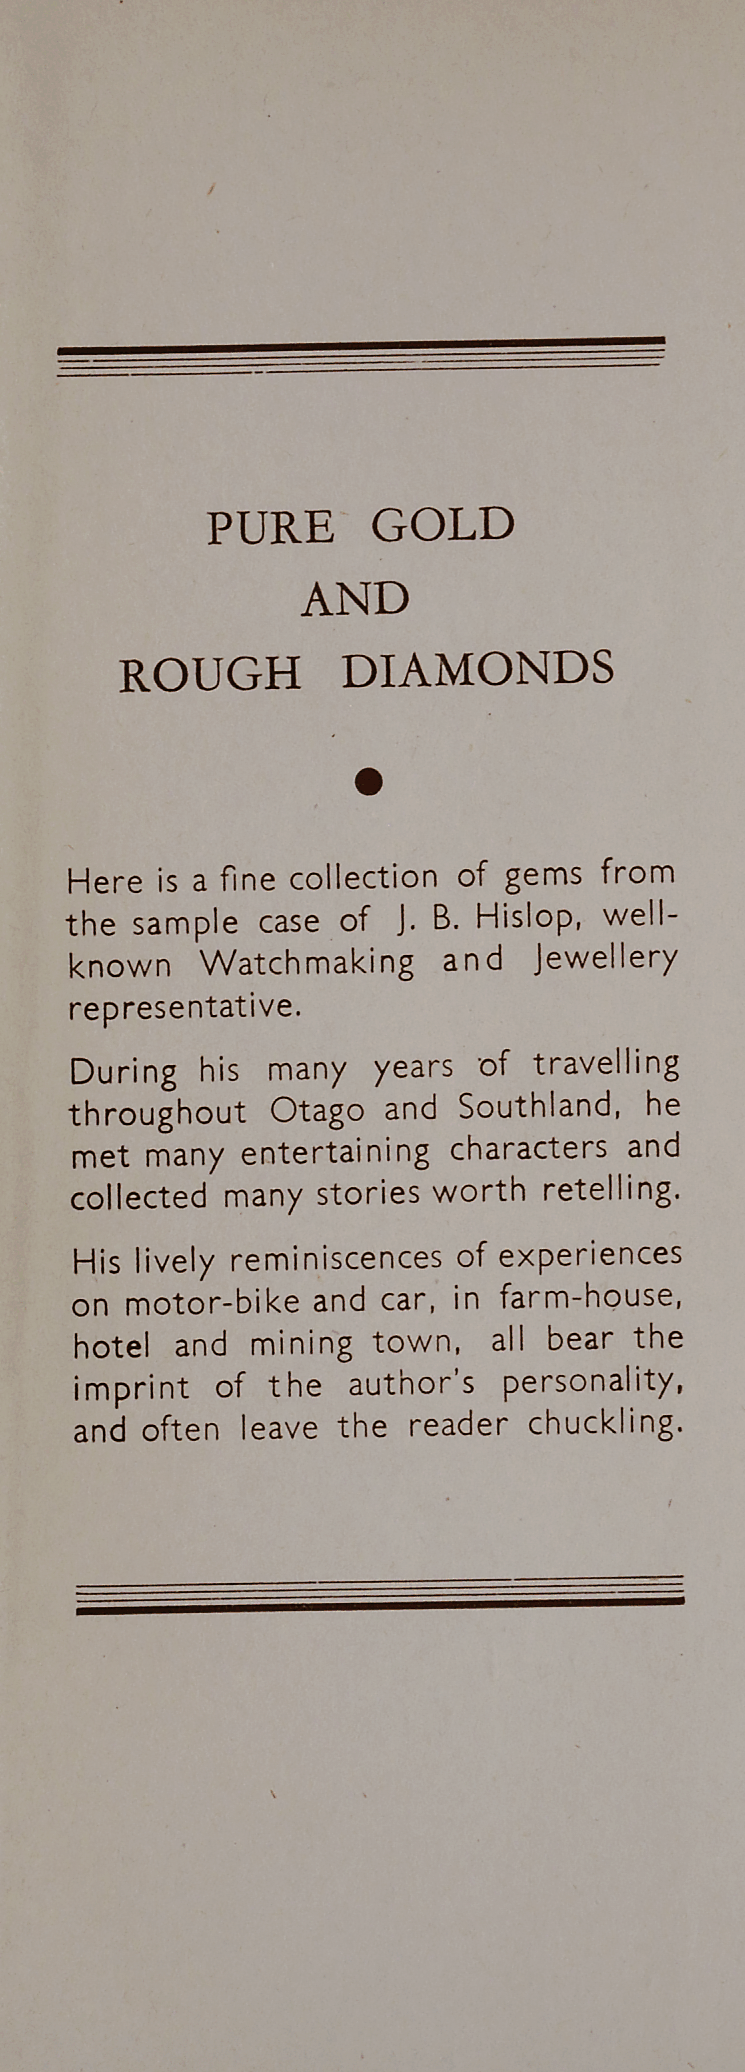 PURE GOLD
AND
ROUGH DIAMONDS
Here is a fine collection of gems from
the sample case of J. B. Hislop, well-
known Watchmaking and Jewellery
representative.
During his many years of travelling
throughout Otago and Southland, he
met many entertaining characters and
collected many stories worth retelling.
His lively reminiscences of experiences
on motor-bike and car, in farm-house,
hotel and mining town, all bear the
imprint of the author's personality,
and often leave the reader chuckling.